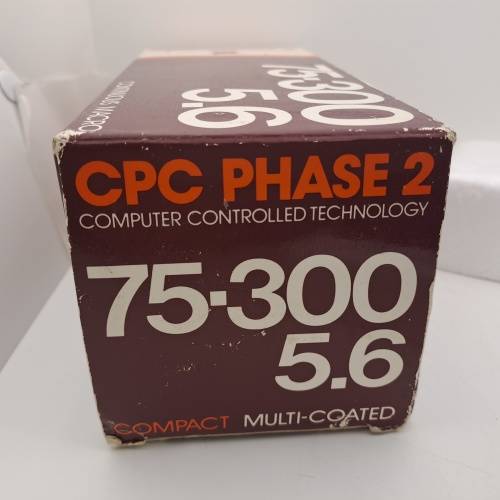 75-300
5.6
CPC PHASE 2
COMPUTER CONTROLLED TECHNOLOGY
75-300
5.6
COMPACT MULTI-COATED